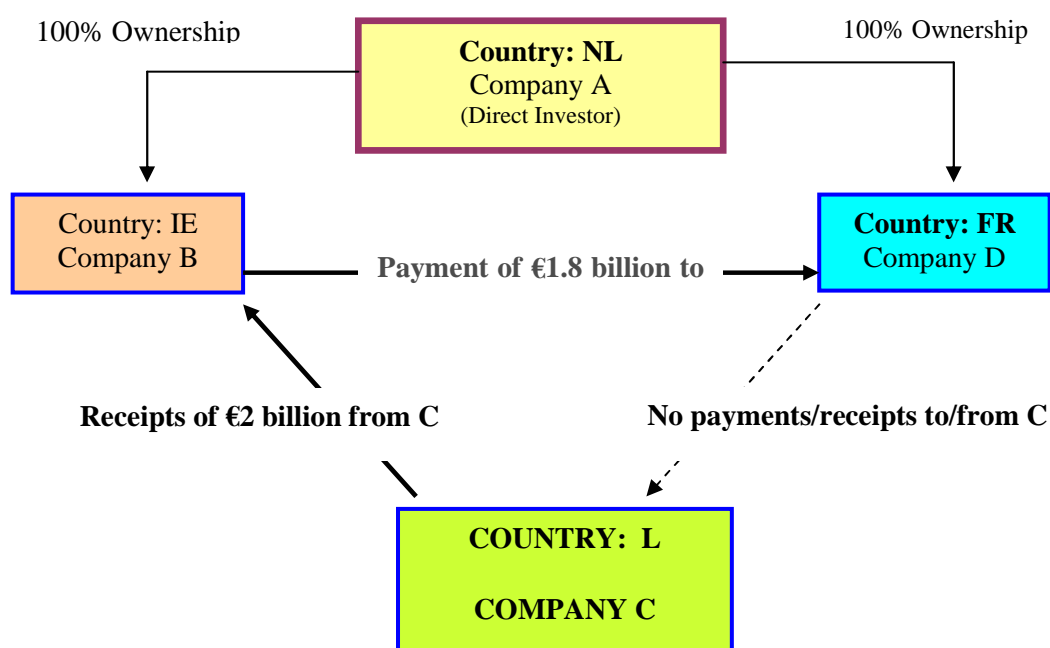 100% Ownership
Country: NL
Company A
(Direct Investor)
100% Ownership
Country: IE
Company B
Country: FR
Company D
Payment of €1.8 billion to
Receipts of €2 billion from C
No payments/receipts to/from C
COUNTRY: L
COMPANY C